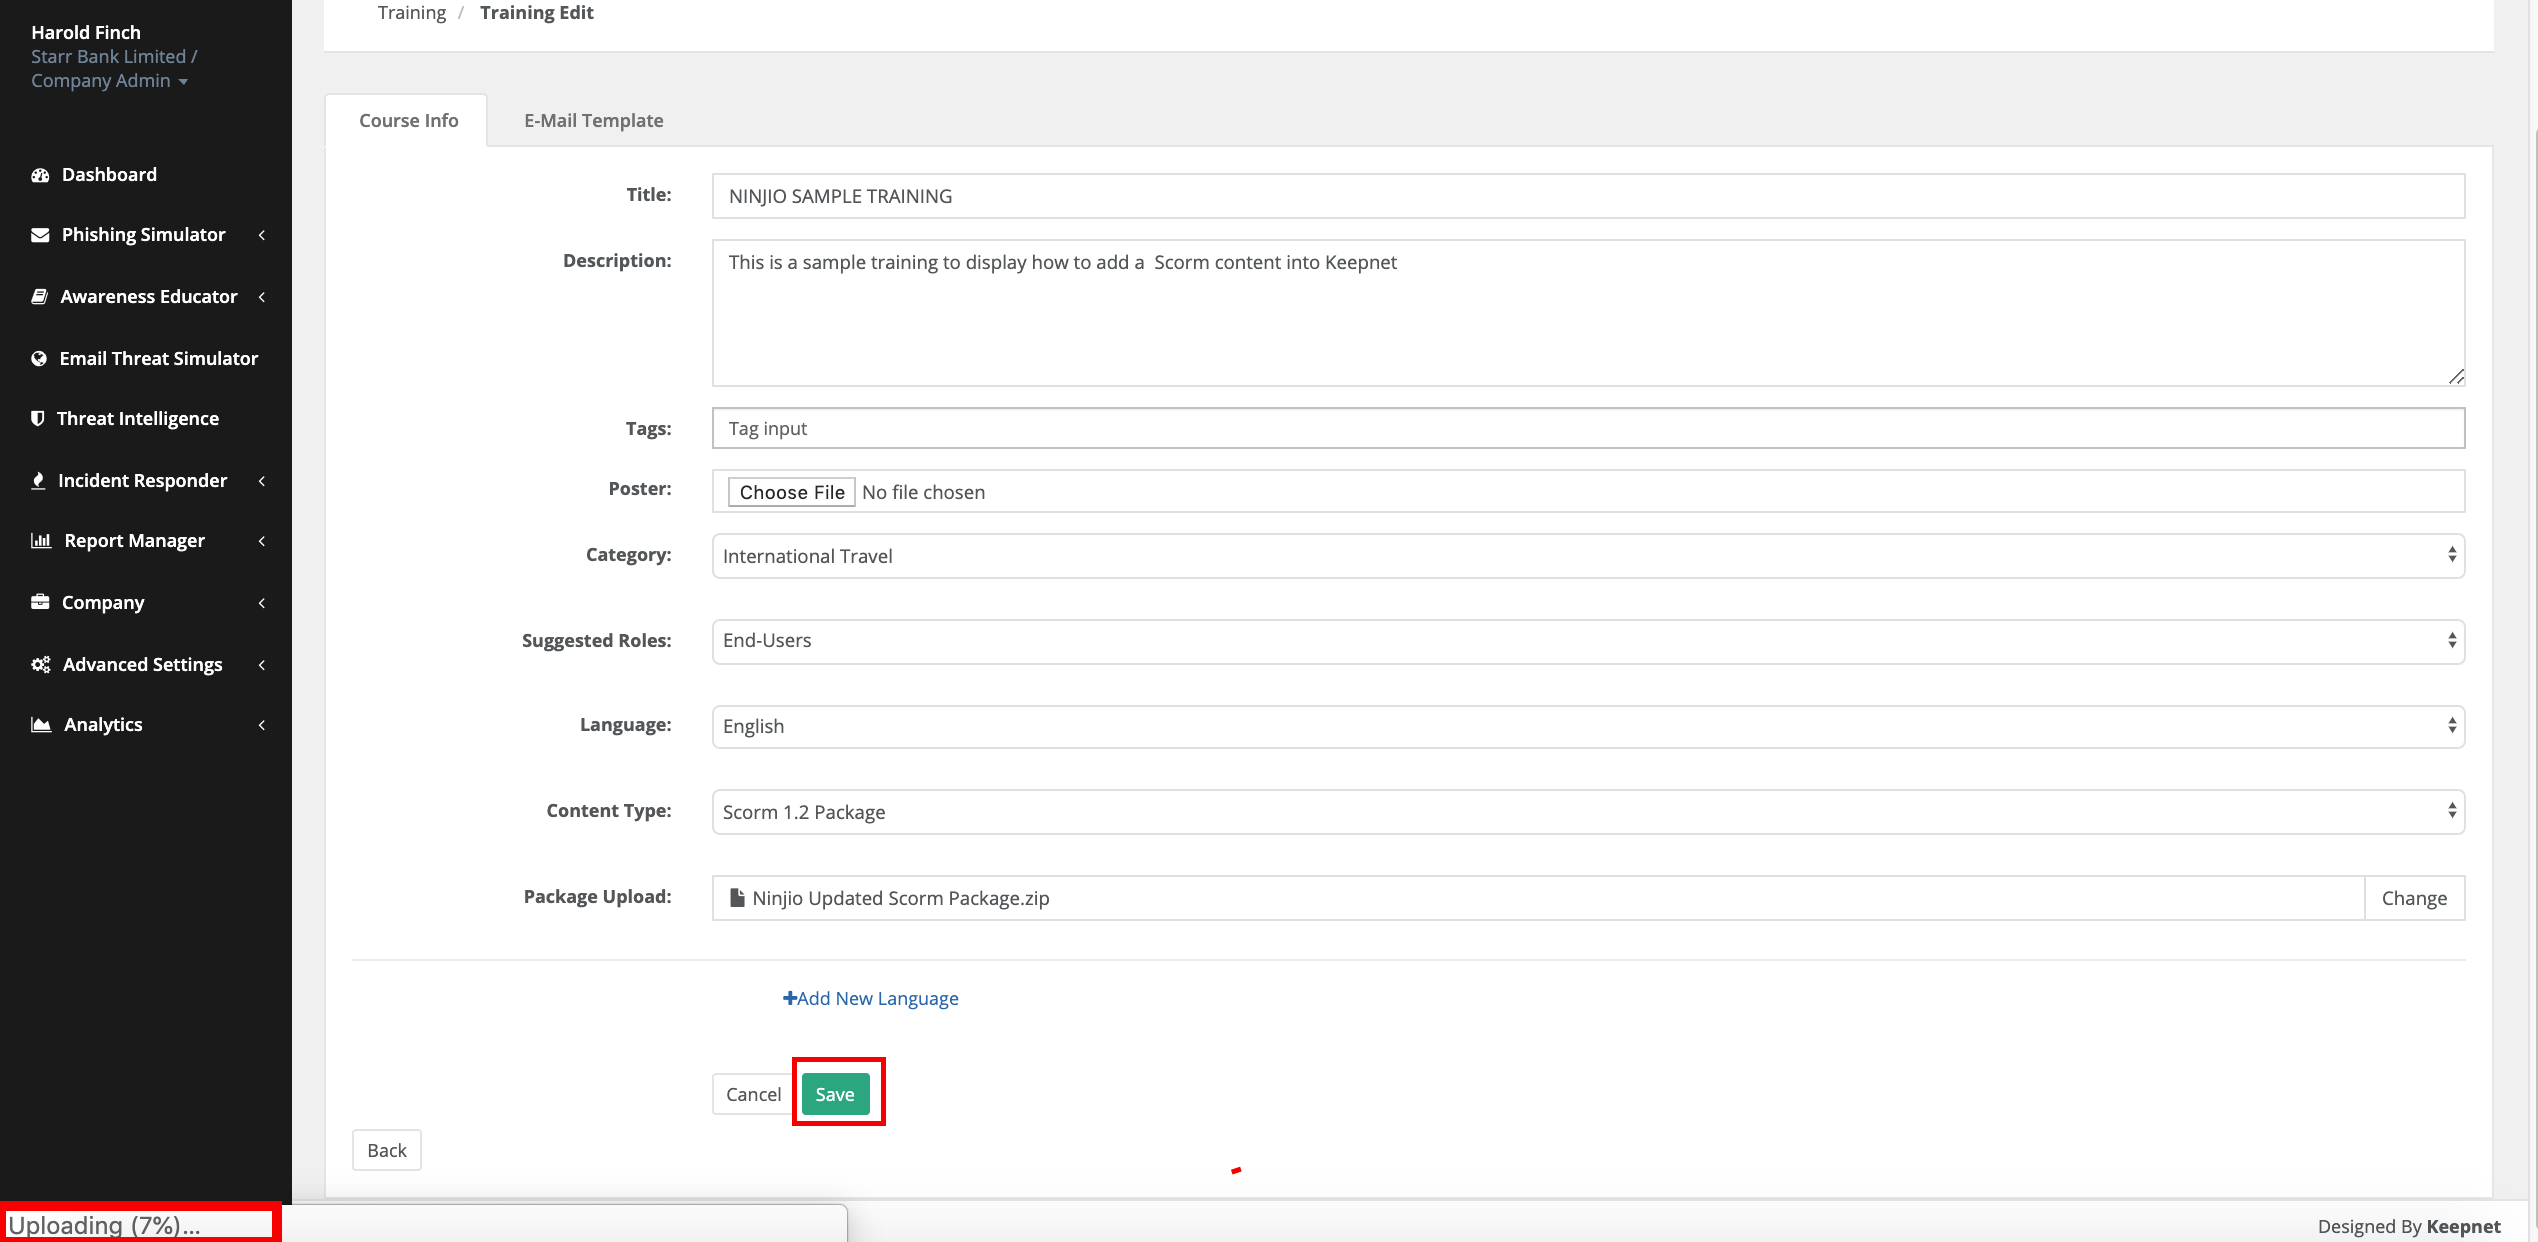 Harold Finch
Starr Bank Limited /
Company Admin
Dashboard
Phishing Simulator
Awareness Educator
Email Threat Simulator
Threat Intelligence
Incident Responder
Report Manager
Company
Advanced Settings
Analytics
Training / Training Edit
Course Info E-Mail Template
Title: NINJIO SAMPLE TRAINING
Description: This is a sample training to display how to add a  Scorm content into Keepnet
Tags: Tag input
Poster: Choose File No file chosen
Category: International Travel
Suggested Roles: End-Users
Language: English
Content Type: Scorm 1.2 Package
Package Upload: Ninjio Updated Scorm Package.zip Change
+Add New Language
Cancel Save
Back
Uploading (7%)...
Designed By Keepnet